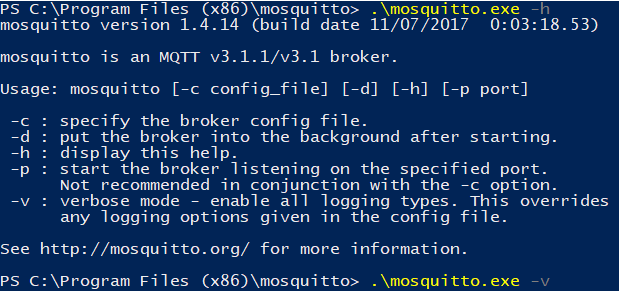 PS C:\Program Files (x86)\mosquitto> .\mosquitto.exe -h
mosquitto version 1.4.14 (build date 11/07/2017  0:03:18.53)
mosquitto is an MQTT v3.1.1/v3.1 broker.
Usage: mosquitto [-c config_file] [-d] [-h] [-p port]
-c : specify the broker config file.
-d : put the broker into the background after starting.
-h : display this help.
-p : start the broker listening on the specified port.
Not recommended in conjunction with the -c option.
-v : verbose mode - enable all logging types. This overrides
any logging options given in the config file.
See http://mosquitto.org/ for more information.
PS C:\Program Files (x86)\mosquitto> .\mosquitto.exe -v